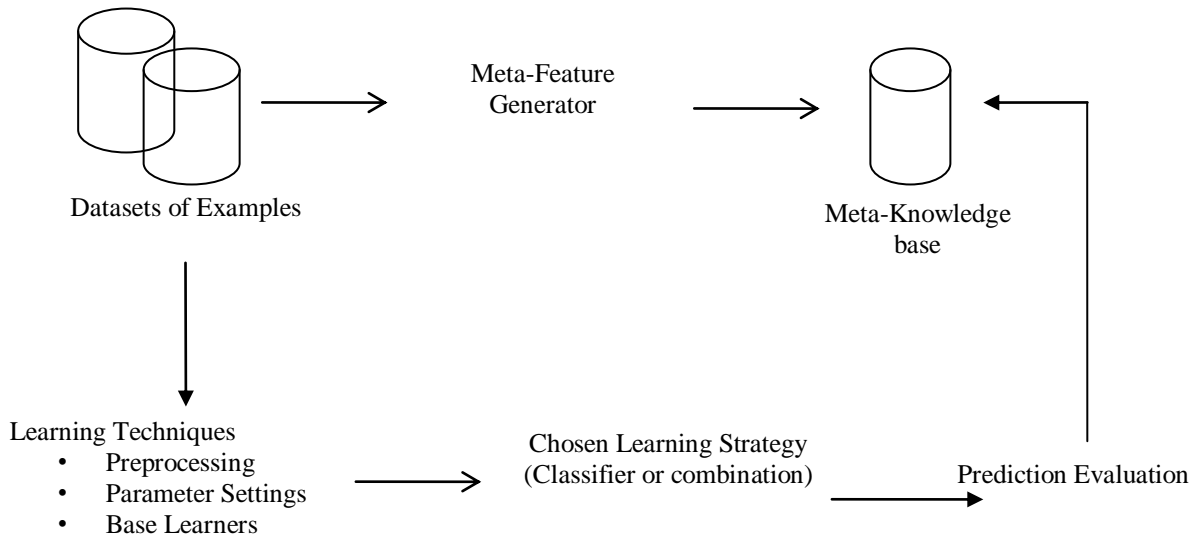 Meta-Feature
Generator
Datasets of Examples
Meta-Knowledge
base
Learning Techniques
• Preprocessing
• Parameter Settings
• Base Learners
Chosen Learning Strategy
(Classifier or combination)
Prediction Evaluation